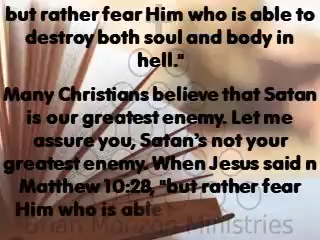 but rather fear Him who is able to
destroy both soul and body in
hell."
Many Christians believe that Satan
is our greatest enemy. Let me
assure you, Satan's not your
greatest enemy. When Jesus said n
Matthew 10:28, "but rather fear
Him who is able
Brian Monzon Ministries